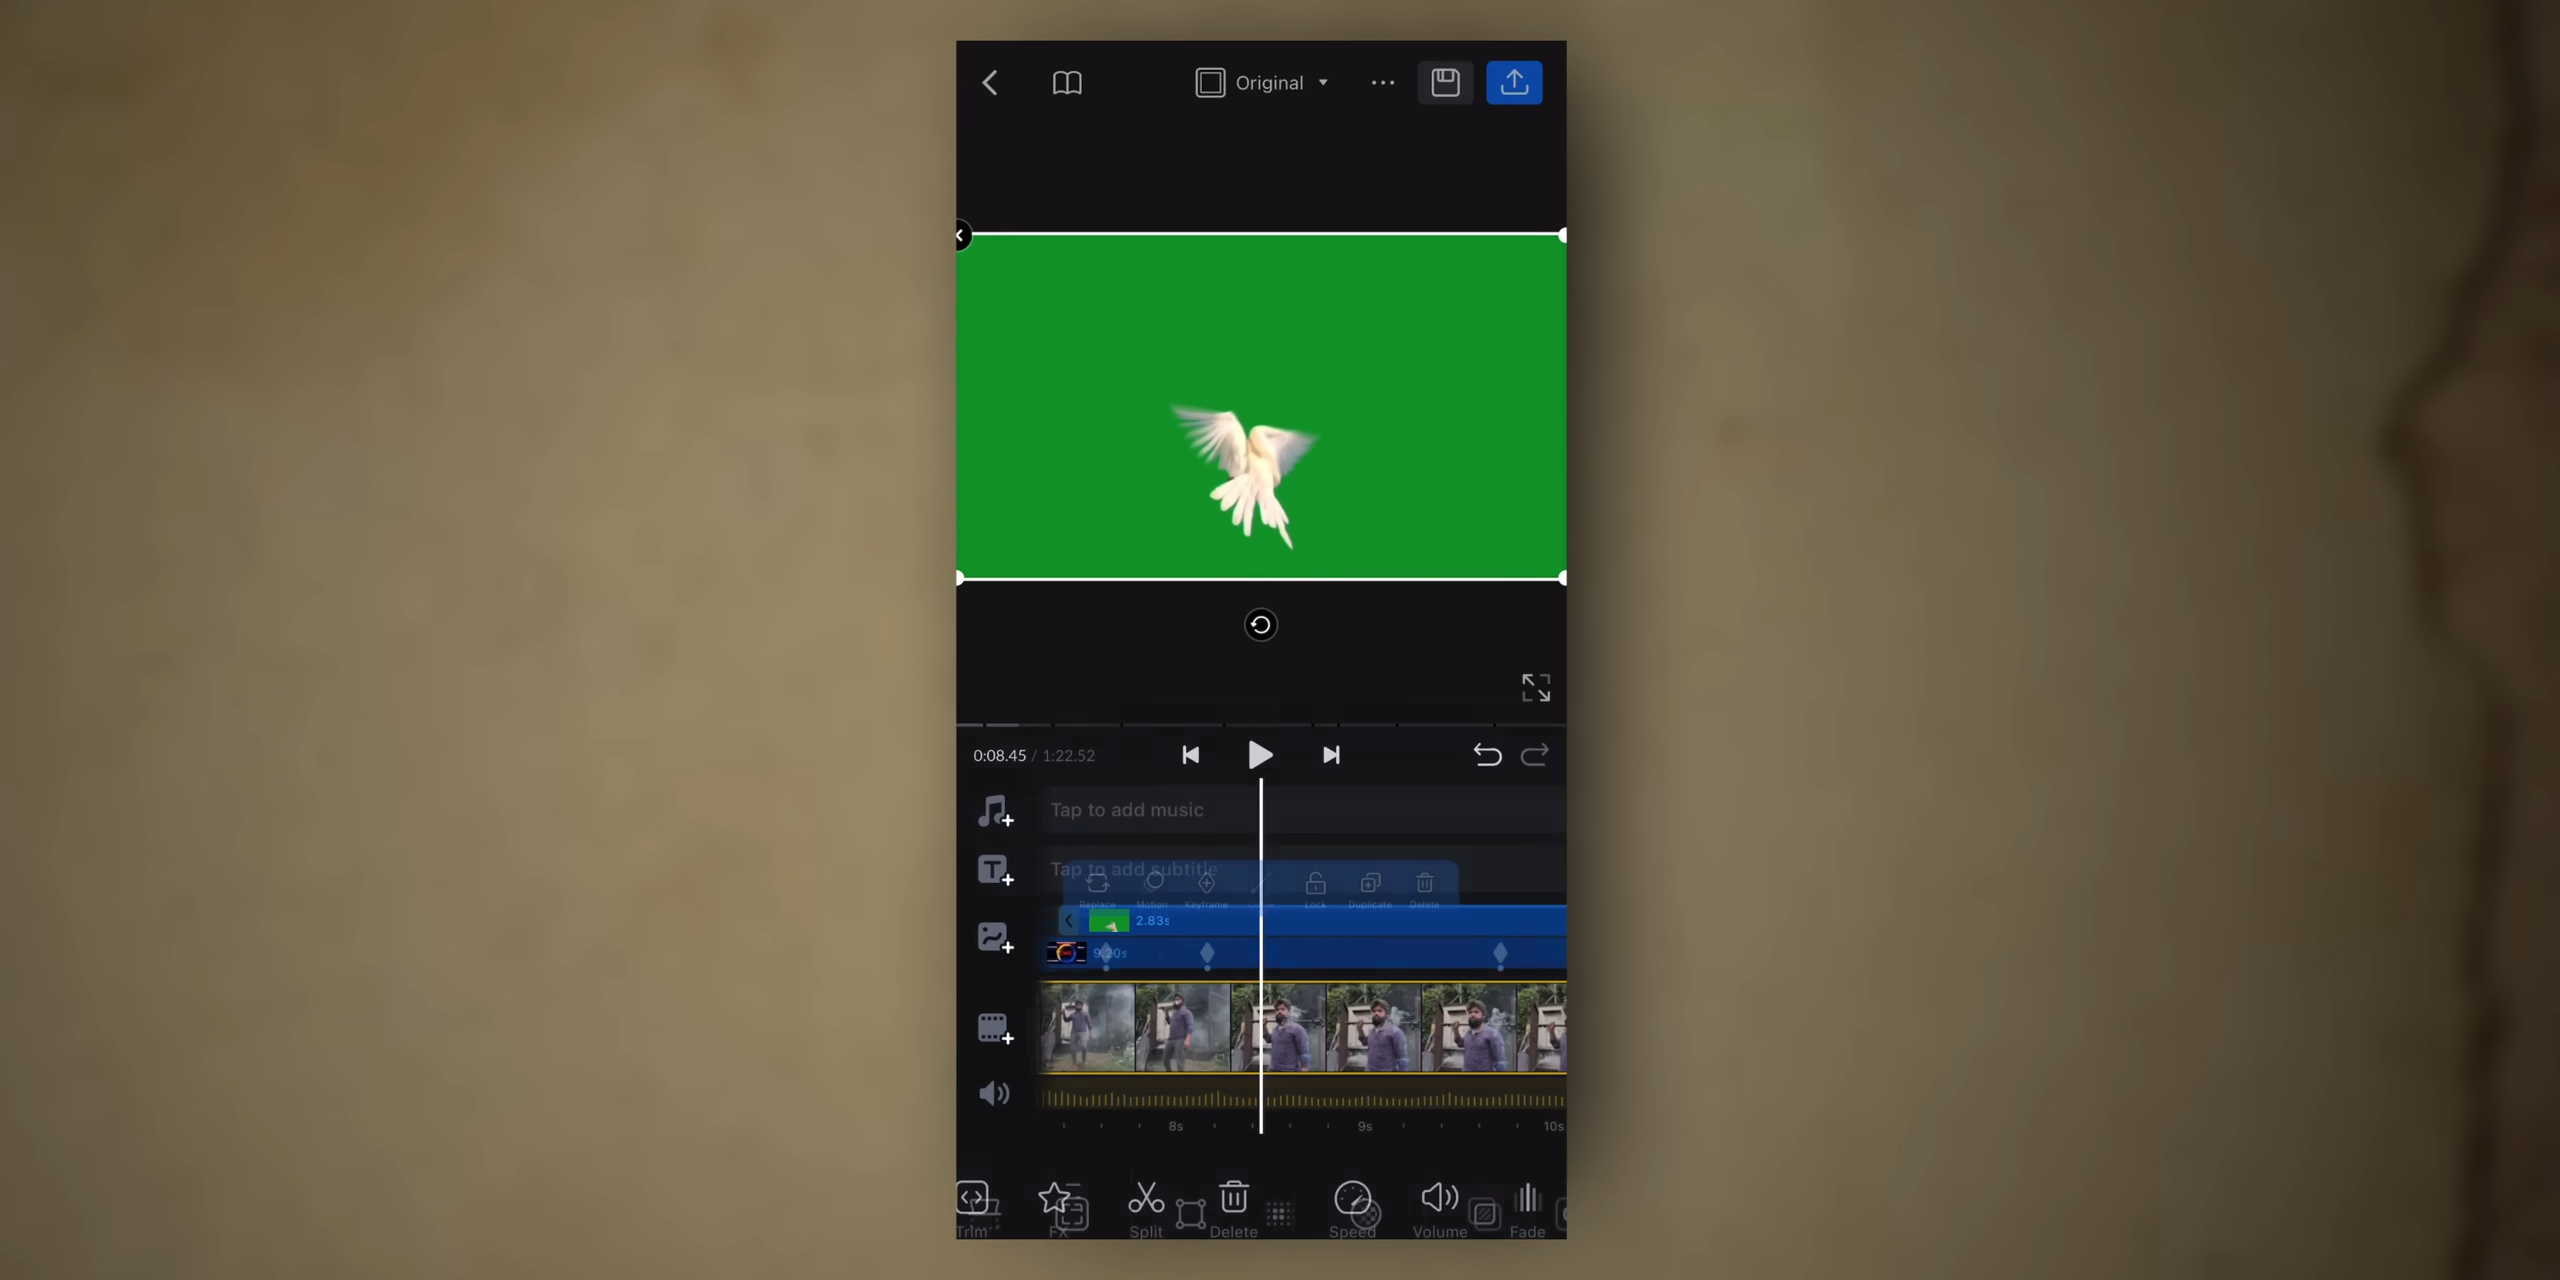 Original
0:08.45 / 1:22.52
Tap to add music
Tap to add subtitle
Replace Motion Keyframe Lock Duplicate Delete
2.83s
9.20s
8s 9s 10s
Trim FX Split Delete Speed Volume Fade